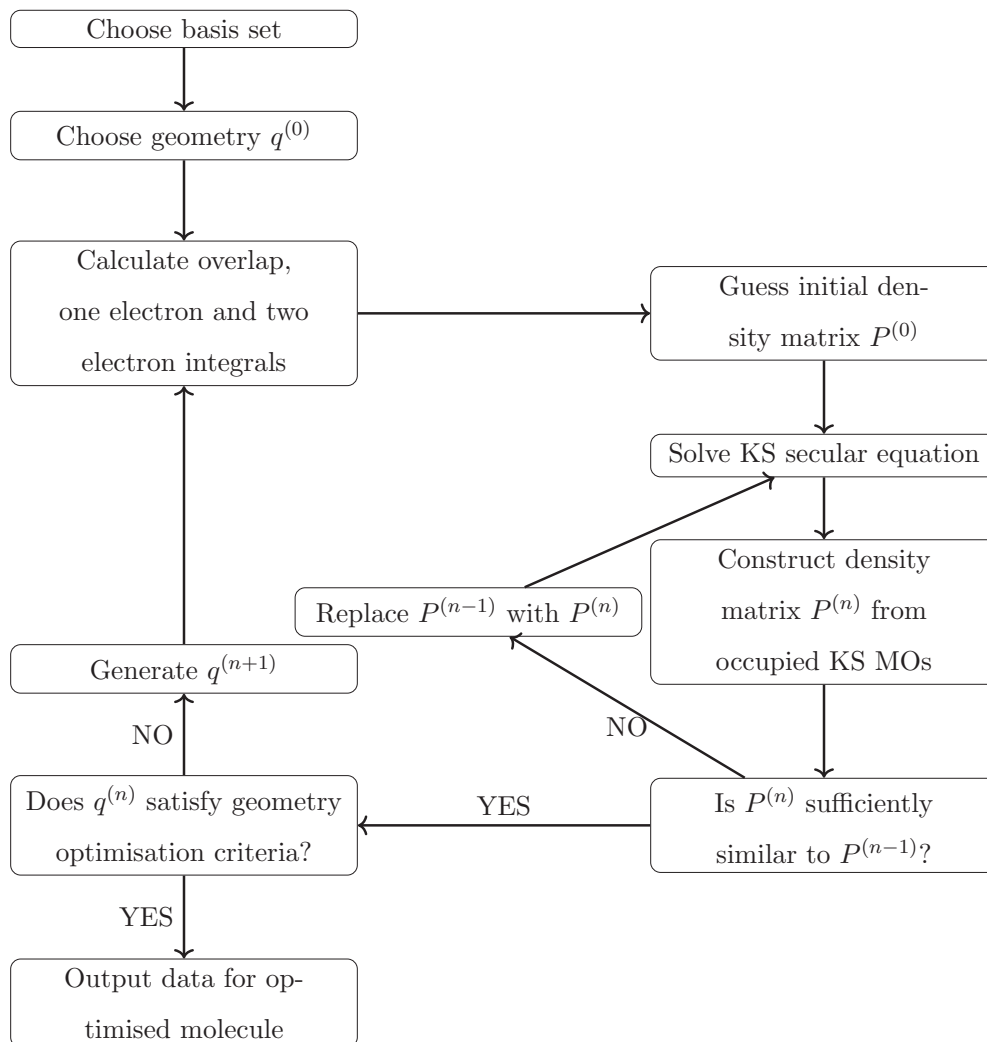 Choose basis set
Choose geometry $q^{(0)}$
Calculate overlap,
one electron and two
electron integrals
Guess initial den-
sity matrix $P^{(0)}$
Solve KS secular equation
Construct density
matrix $P^{(n)}$ from
occupied KS MOs
Replace $P^{(n-1)}$ with $P^{(n)}$
NO
Is $P^{(n)}$ sufficiently
similar to $P^{(n-1)}$?
YES
Generate $q^{(n+1)}$
NO
Does $q^{(n)}$ satisfy geometry
optimisation criteria?
YES
Output data for op-
timised molecule